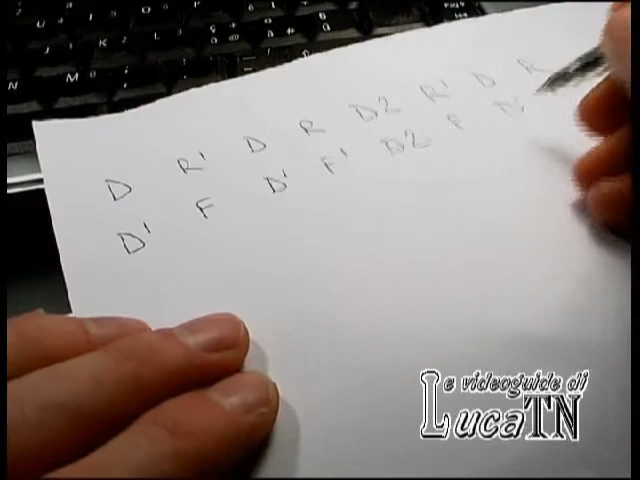 D R' D R D2 R' D R
D' F D' F' D2 F D'
Le videoguide di
LucaTN